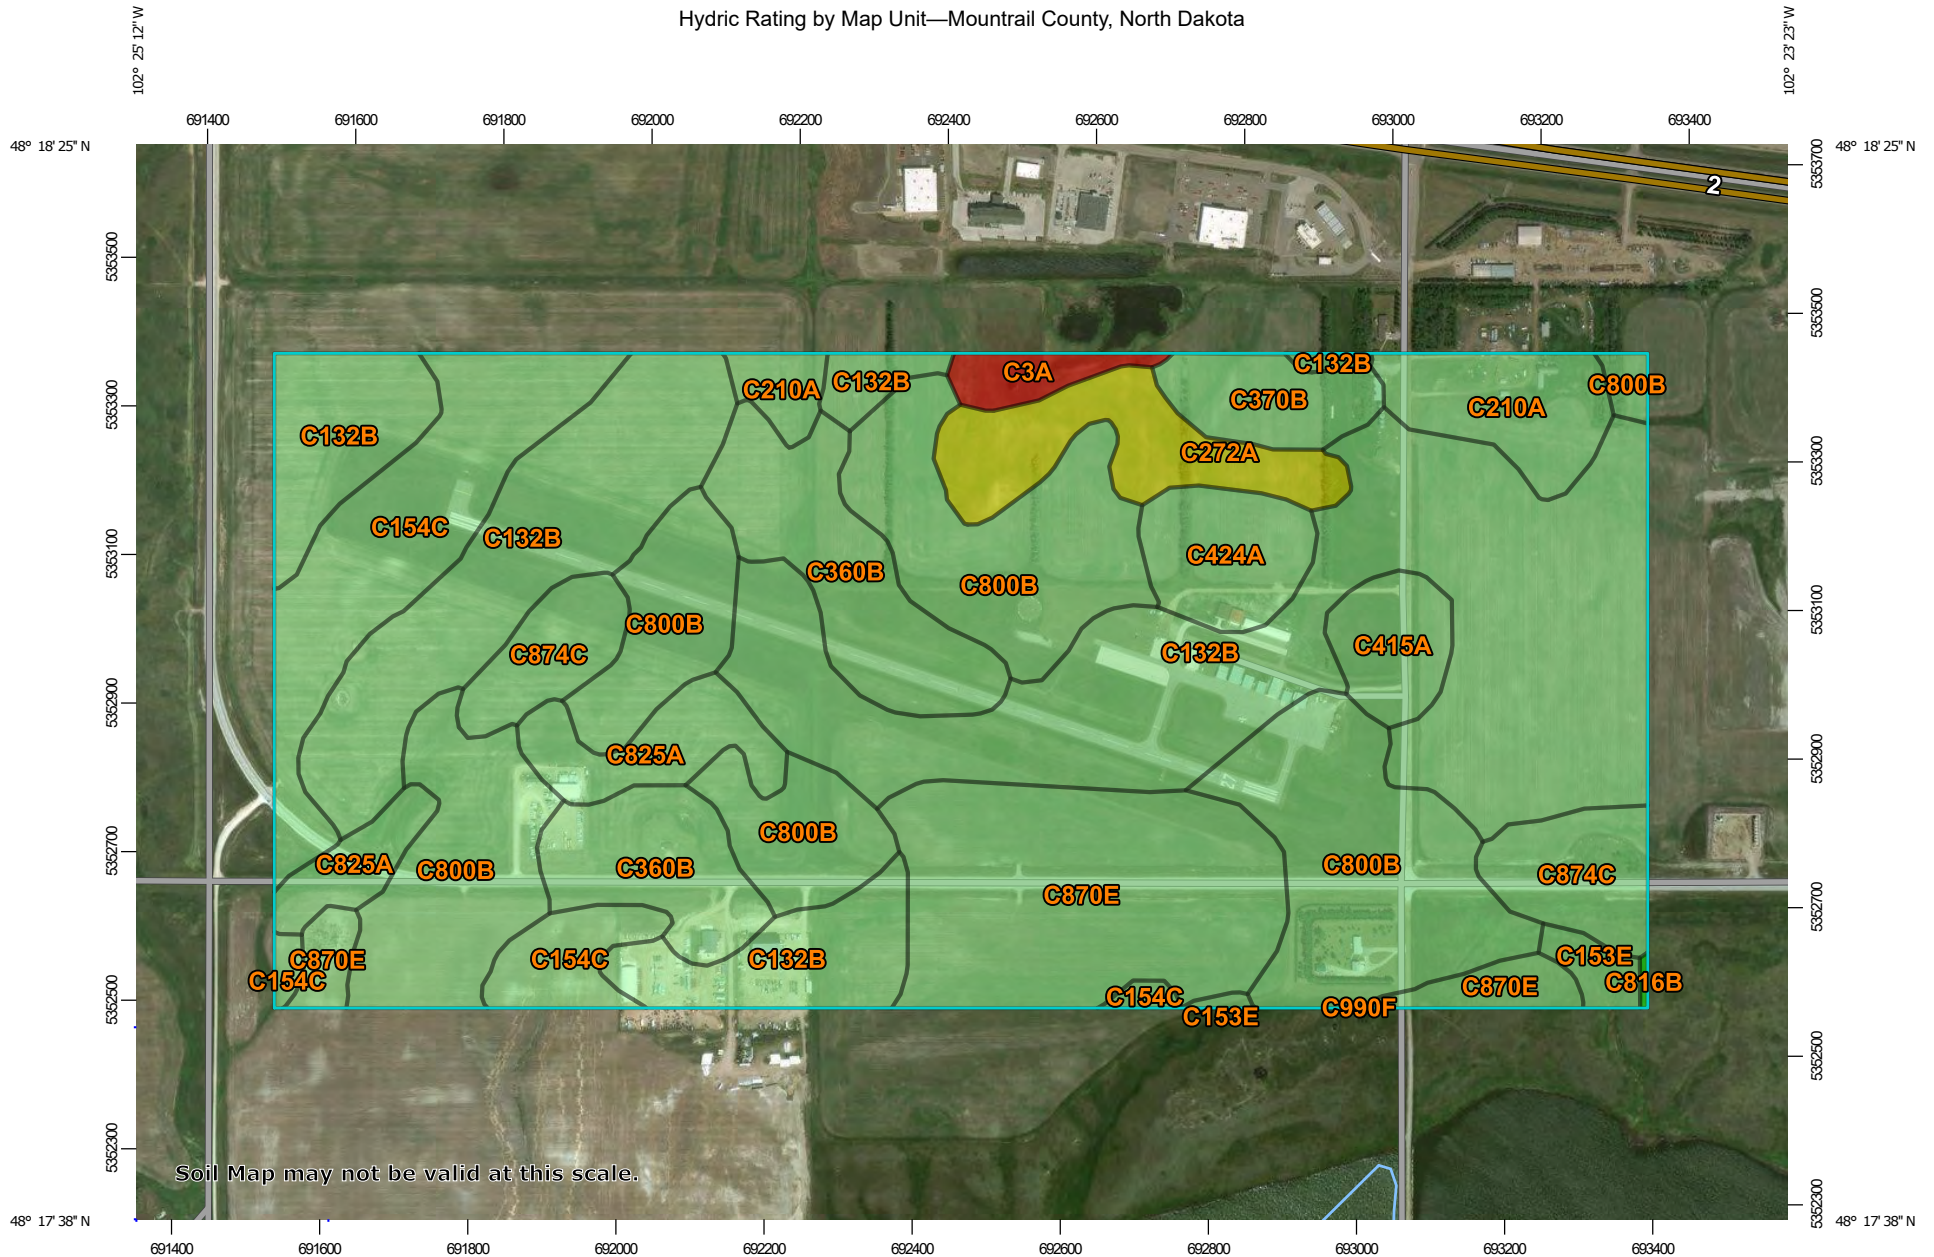 Hydric Rating by Map Unit—Mountrail County, North Dakota
102° 25' 12" W
102° 23' 23" W
691400 691600 691800 692000 692200 692400 692600 692800 693000 693200 693400
48° 18' 25" N
48° 18' 25" N
5353700
2
5353500
5353500
C132B
C3A
C210A
C132B
C800B
C370B
C210A
5353300
C132B
C272A
5353300
C154C
C132B
C424A
5353100
C360B
C800B
5353100
C800B
C874C
C132B
C415A
5352900
C825A
5352900
C800B
5352700
C825A
C800B
C360B
C800B
C874C
C870E
5352700
C870E
C154C
C132B
C153E
C154C
C816B
C870E
5352500
C154C
C990F
C153E
5352500
5352300
Soil Map may not be valid at this scale.
5352300
48° 17' 38" N
48° 17' 38" N
691400 691600 691800 692000 692200 692400 692600 692800 693000 693200 693400